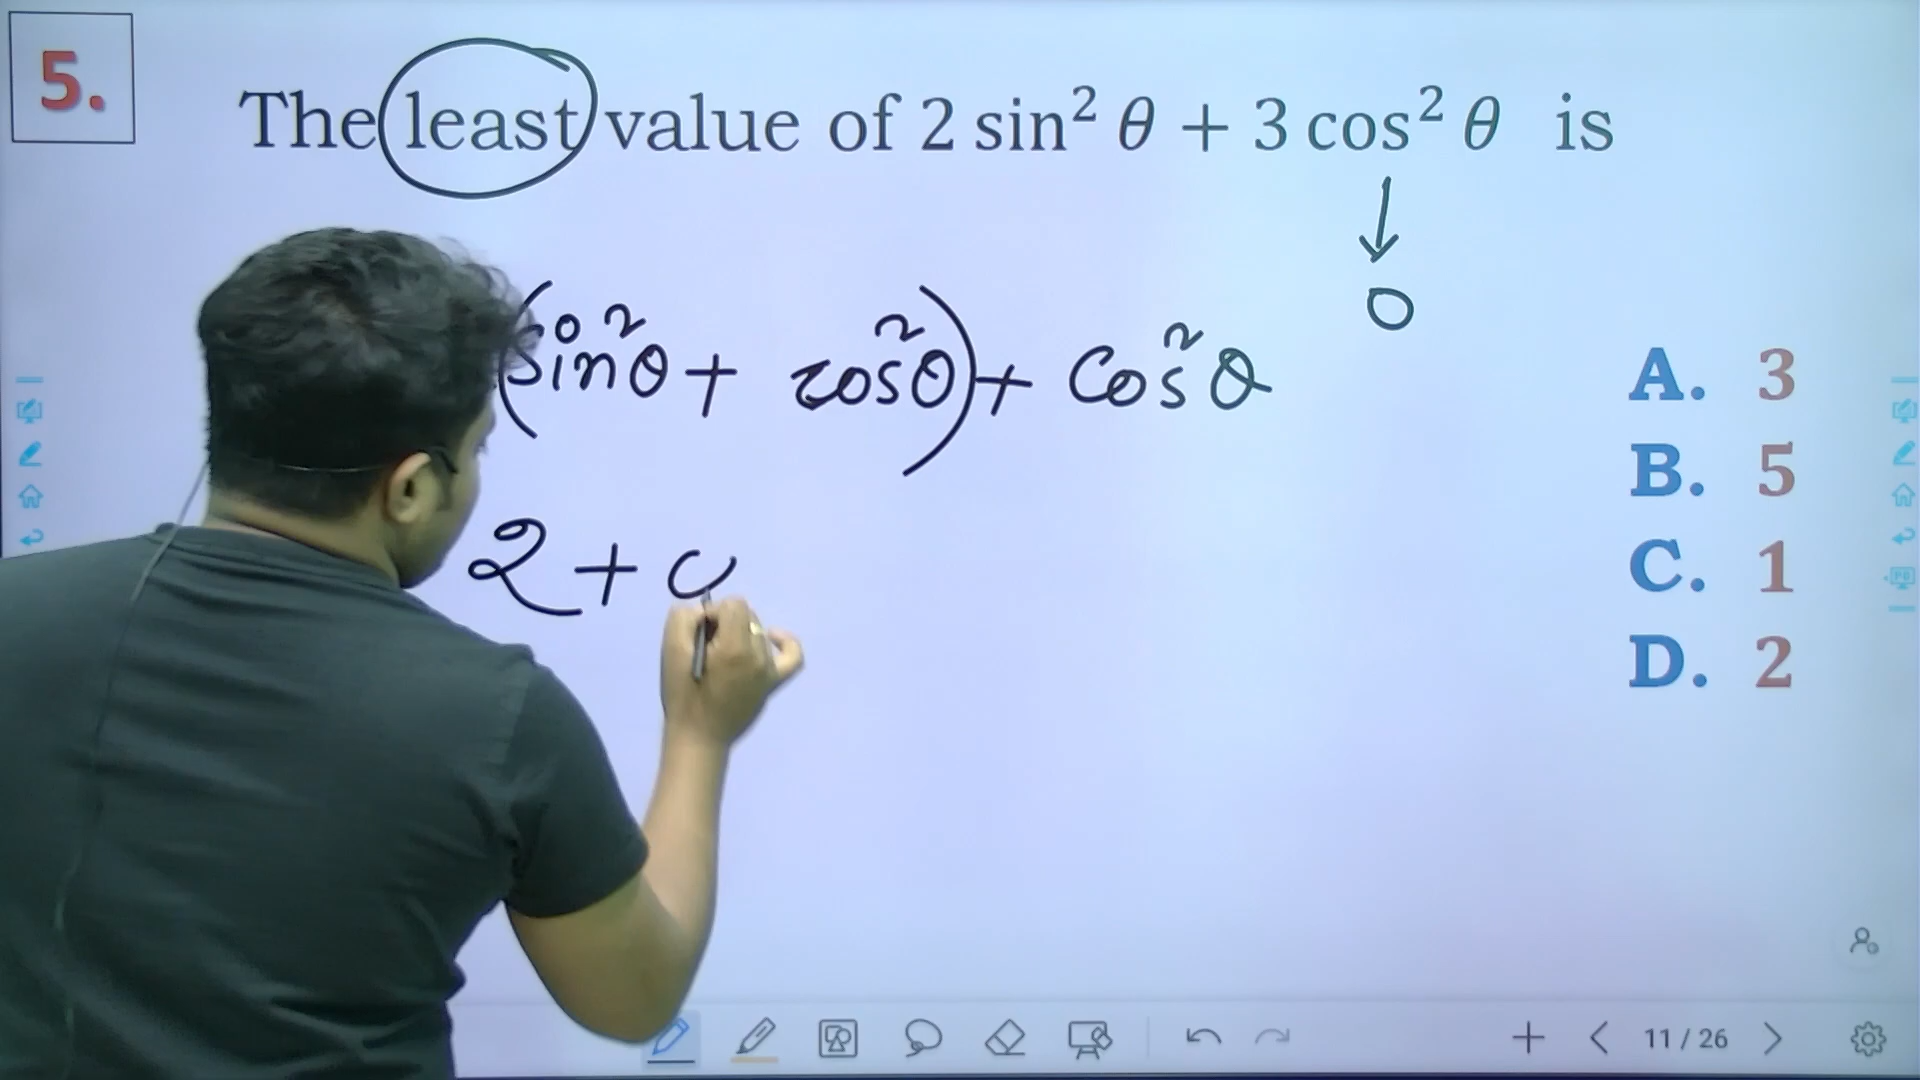 5.
The least value of 2 sin² θ + 3 cos² θ is
↓
0
(sin²θ + cos²θ) + cos²θ
2 + c
A. 3
B. 5
C. 1
D. 2
11 / 26